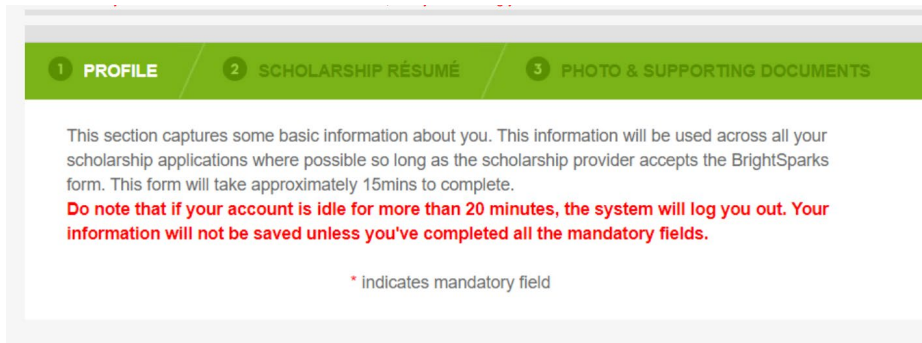 1 PROFILE
2 SCHOLARSHIP RÉSUMÉ
3 PHOTO & SUPPORTING DOCUMENTS
This section captures some basic information about you. This information will be used across all your
scholarship applications where possible so long as the scholarship provider accepts the BrightSparks
form. This form will take approximately 15mins to complete.
Do note that if your account is idle for more than 20 minutes, the system will log you out. Your
information will not be saved unless you've completed all the mandatory fields.
* indicates mandatory field